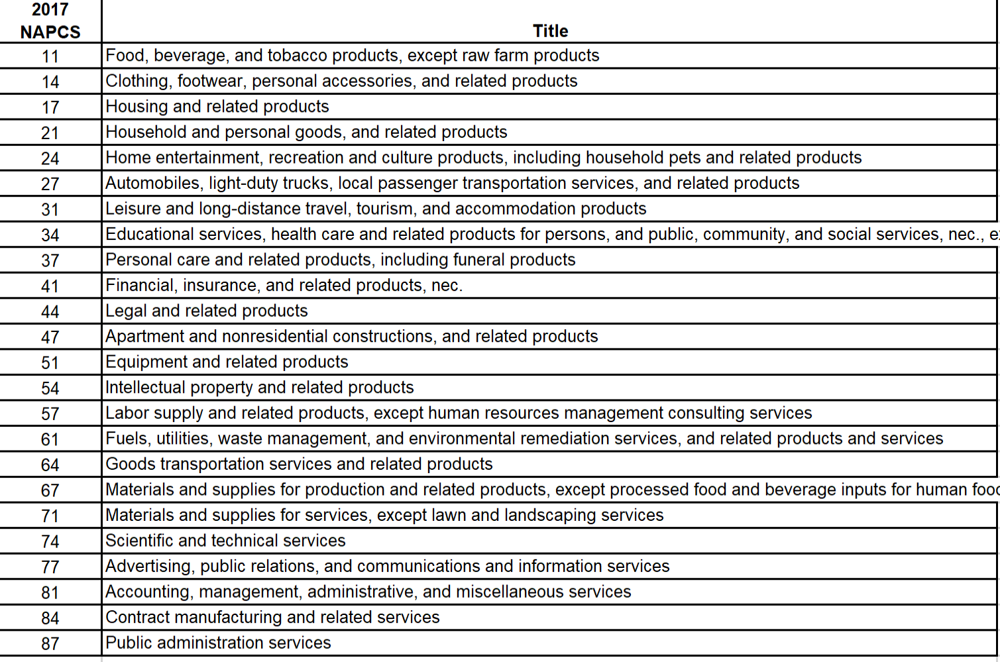 2017
NAPCS Title
11 Food, beverage, and tobacco products, except raw farm products
14 Clothing, footwear, personal accessories, and related products
17 Housing and related products
21 Household and personal goods, and related products
24 Home entertainment, recreation and culture products, including household pets and related products
27 Automobiles, light-duty trucks, local passenger transportation services, and related products
31 Leisure and long-distance travel, tourism, and accommodation products
34 Educational services, health care and related products for persons, and public, community, and social services, nec.,
37 Personal care and related products, including funeral products
41 Financial, insurance, and related products, nec.
44 Legal and related products
47 Apartment and nonresidential constructions, and related products
51 Equipment and related products
54 Intellectual property and related products
57 Labor supply and related products, except human resources management consulting services
61 Fuels, utilities, waste management, and environmental remediation services, and related products and services
64 Goods transportation services and related products
67 Materials and supplies for production and related products, except processed food and beverage inputs for human
71 Materials and supplies for services, except lawn and landscaping services
74 Scientific and technical services
77 Advertising, public relations, and communications and information services
81 Accounting, management, administrative, and miscellaneous services
84 Contract manufacturing and related services
87 Public administration services